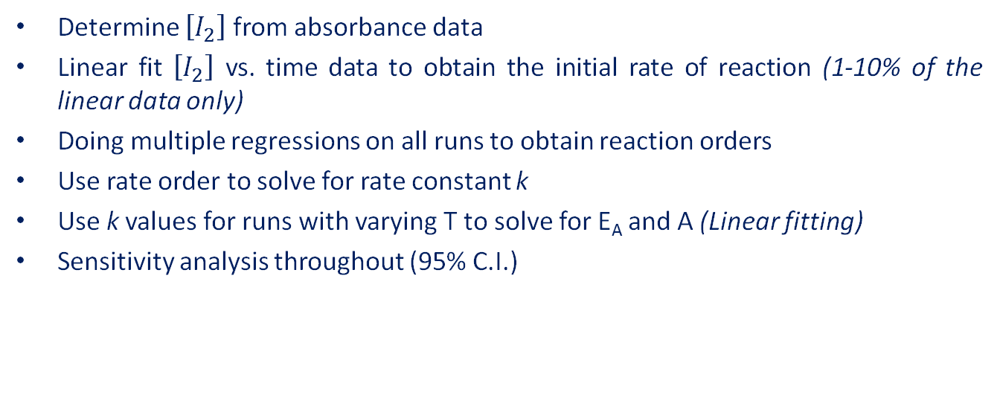 • Determine [I₂] from absorbance data
• Linear fit [I₂] vs. time data to obtain the initial rate of reaction (1-10% of the
linear data only)
• Doing multiple regressions on all runs to obtain reaction orders
• Use rate order to solve for rate constant k
• Use k values for runs with varying T to solve for E_A and A (Linear fitting)
• Sensitivity analysis throughout (95% C.I.)